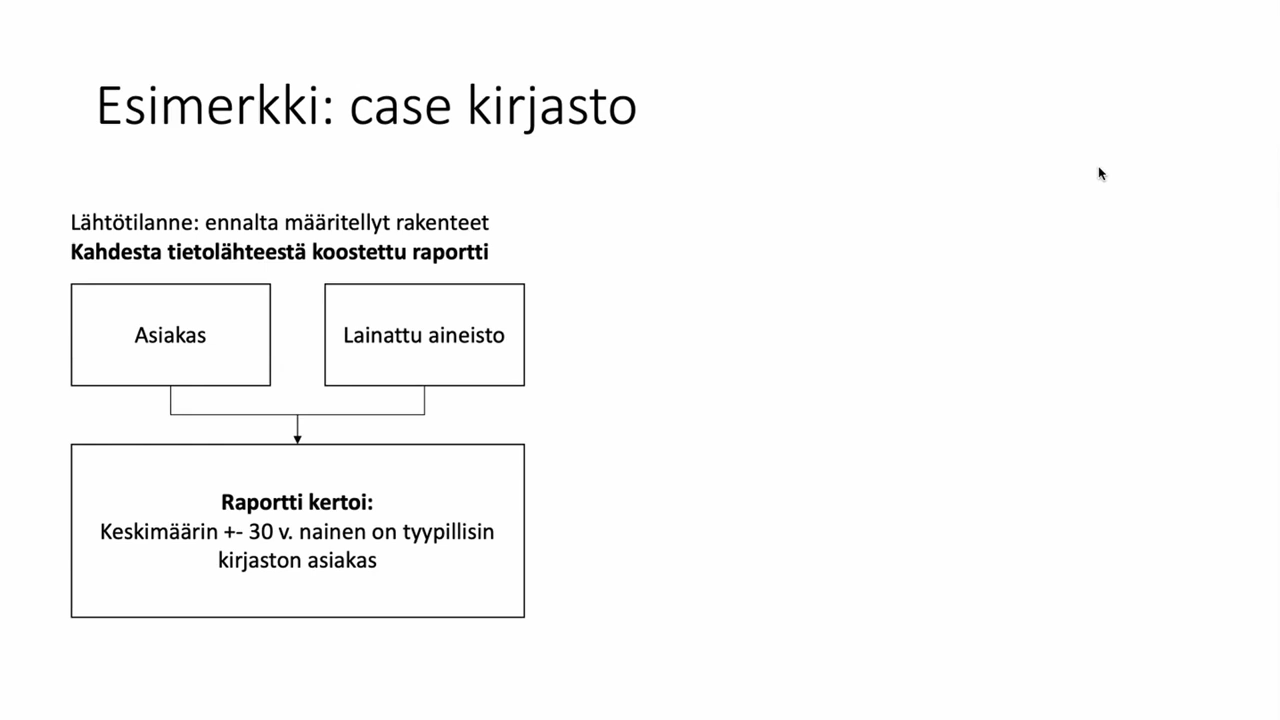 Esimerkki: case kirjasto
Lähtötilanne: ennalta määritellyt rakenteet
Kahdesta tietolähteestä koostettu raportti
Asiakas
Lainattu aineisto
Raportti kertoi:
Keskimäärin +- 30 v. nainen on tyypillisin
kirjaston asiakas